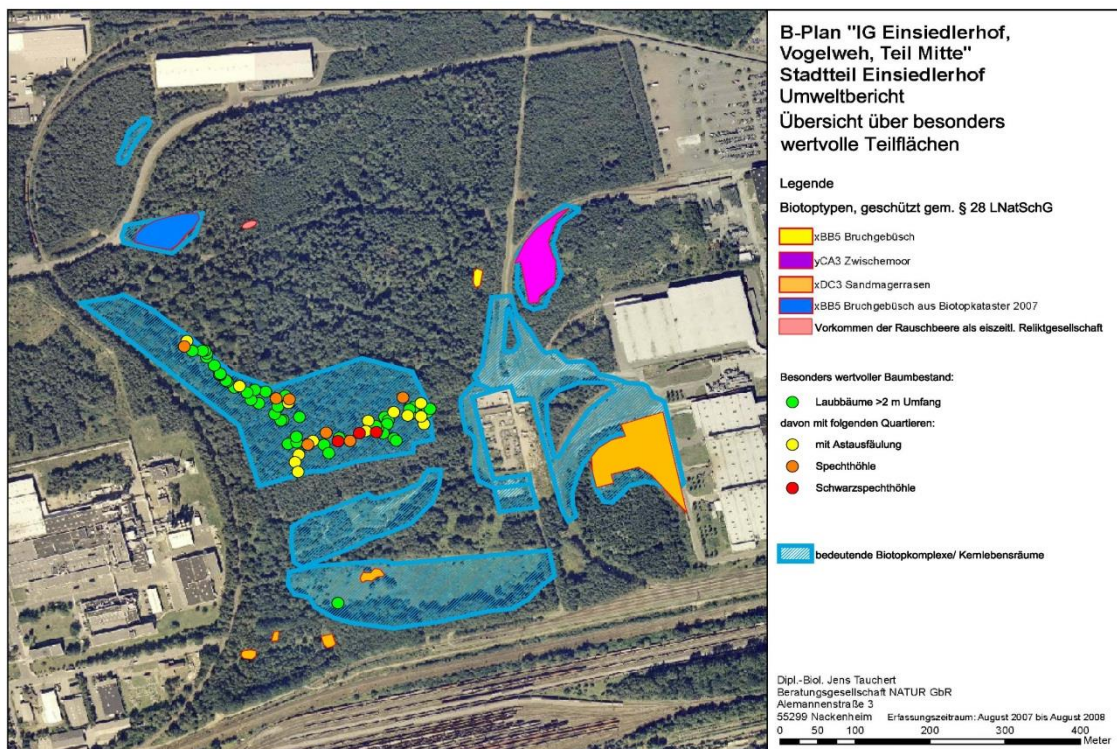 B-Plan "IG Einsiedlerhof,
Vogelweh, Teil Mitte"
Stadtteil Einsiedlerhof
Umweltbericht
Übersicht über besonders
wertvolle Teilflächen
Legende
Biotoptypen, geschützt gem. § 28 LNatSchG
xBB5 Bruchgebüsch
yCA3 Zwischemoor
xDC3 Sandmagerrasen
xBB5 Bruchgebüsch aus Biotopkataster 2007
Vorkommen der Rauschbeere als eiszeitl. Reliktgesellschaft
Besonders wertvoller Baumbestand:
Laubbäume >2 m Umfang
davon mit folgenden Quartieren:
mit Astausfäulung
Spechthöhle
Schwarzspechthöhle
bedeutende Biotopkomplexe/ Kernlebensräume
Dipl.-Biol. Jens Tauchert
Beratungsgesellschaft NATUR GbR
Alemannenstraße 3
55299 Nackenheim Erfassungszeitraum: August 2007 bis August 2008
0 50 100 200 300 400
Meter